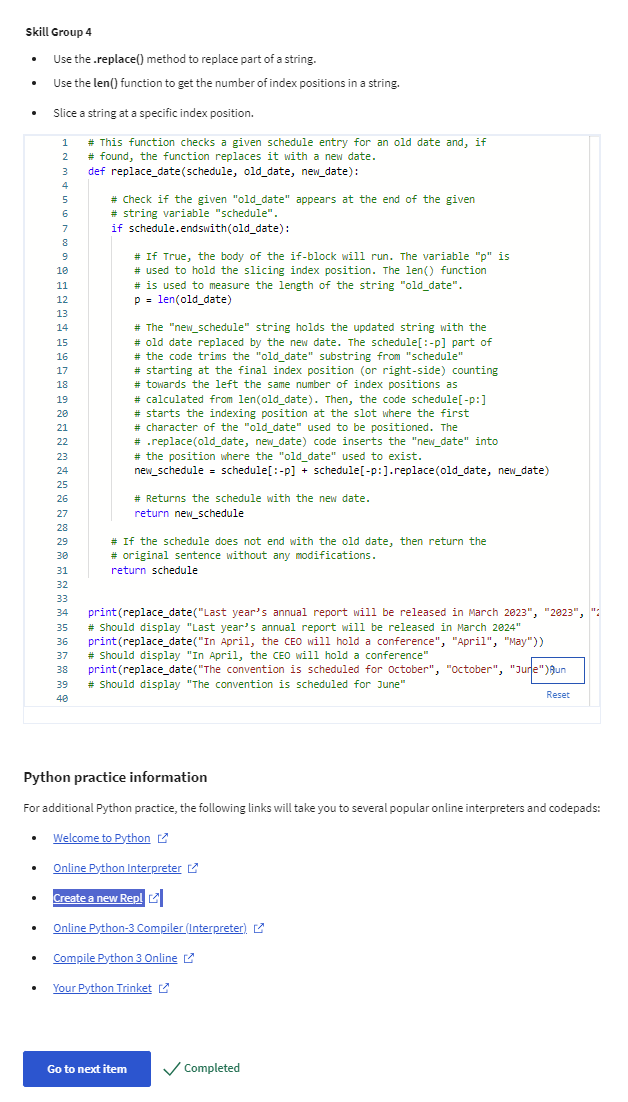 Skill Group 4
• Use the .replace() method to replace part of a string.
• Use the len() function to get the number of index positions in a string.
• Slice a string at a specific index position.
1 # This function checks a given schedule entry for an old date and, if
2 # found, the function replaces it with a new date.
3 def replace_date(schedule, old_date, new_date):
4
5     # Check if the given "old_date" appears at the end of the given
6     # string variable "schedule".
7     if schedule.endswith(old_date):
8
9         # If True, the body of the if-block will run. The variable "p" is
10         # used to hold the slicing index position. The len() function
11         # is used to measure the length of the string "old_date".
12         p = len(old_date)
13
14         # The "new_schedule" string holds the updated string with the
15         # old date replaced by the new date. The schedule[:-p] part of
16         # the code trims the "old_date" substring from "schedule"
17         # starting at the final index position (or right-side) counting
18         # towards the left the same number of index positions as
19         # calculated from len(old_date). Then, the code schedule[-p:]
20         # starts the indexing position at the slot where the first
21         # character of the "old_date" used to be positioned. The
22         # .replace(old_date, new_date) code inserts the "new_date" into
23         # the position where the "old_date" used to exist.
24         new_schedule = schedule[:-p] + schedule[-p:].replace(old_date, new_date)
25
26         # Returns the schedule with the new date.
27         return new_schedule
28
29     # If the schedule does not end with the old date, then return the
30     # original sentence without any modifications.
31     return schedule
32
33
34 print(replace_date("Last year’s annual report will be released in March 2023", "2023", "
35 # Should display "Last year’s annual report will be released in March 2024"
36 print(replace_date("In April, the CEO will hold a conference", "April", "May"))
37 # Should display "In April, the CEO will hold a conference"
38 print(replace_date("The convention is scheduled for October", "October", "June"))
Run
39 # Should display "The convention is scheduled for June"
40
Reset
Python practice information
For additional Python practice, the following links will take you to several popular online interpreters and codepads:
• Welcome to Python
• Online Python Interpreter
• Create a new Repl
• Online Python-3 Compiler (Interpreter)
• Compile Python 3 Online
• Your Python Trinket
Go to next item
Completed